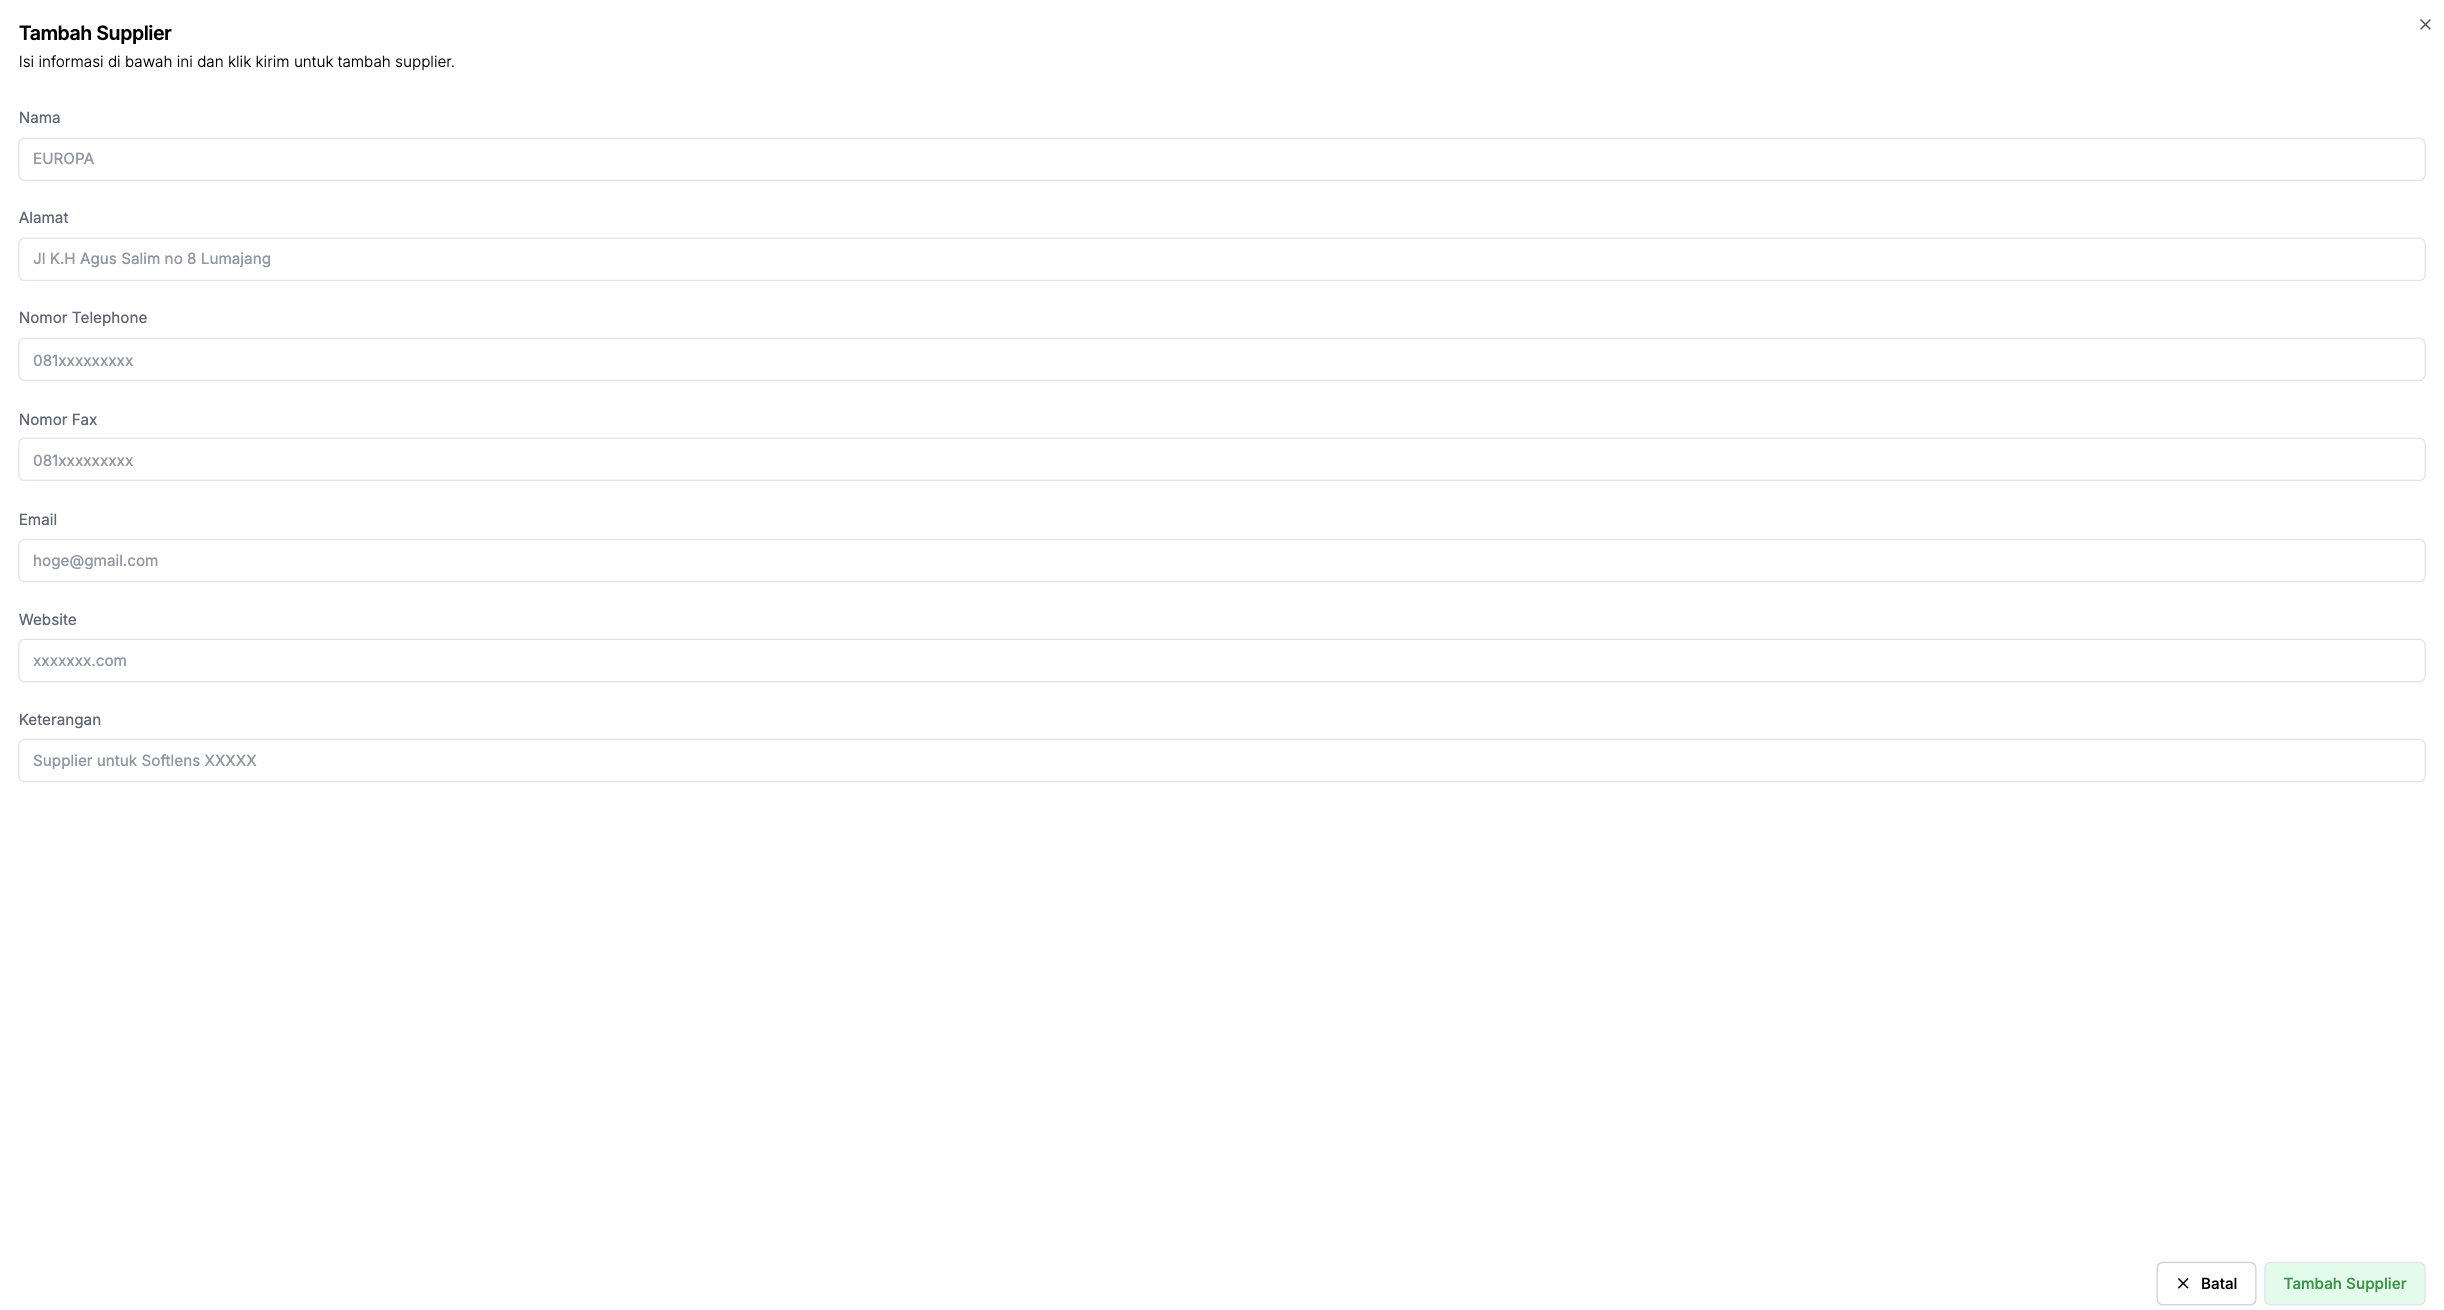 Tambah Supplier
Isi informasi di bawah ini dan klik kirim untuk tambah supplier.
Nama
EUROPA
Alamat
Jl K.H Agus Salim no 8 Lumajang
Nomor Telephone
081xxxxxxxxx
Nomor Fax
081xxxxxxxxx
Email
hoge@gmail.com
Website
xxxxxxx.com
Keterangan
Supplier untuk Softlens XXXXX
Batal
Tambah Supplier